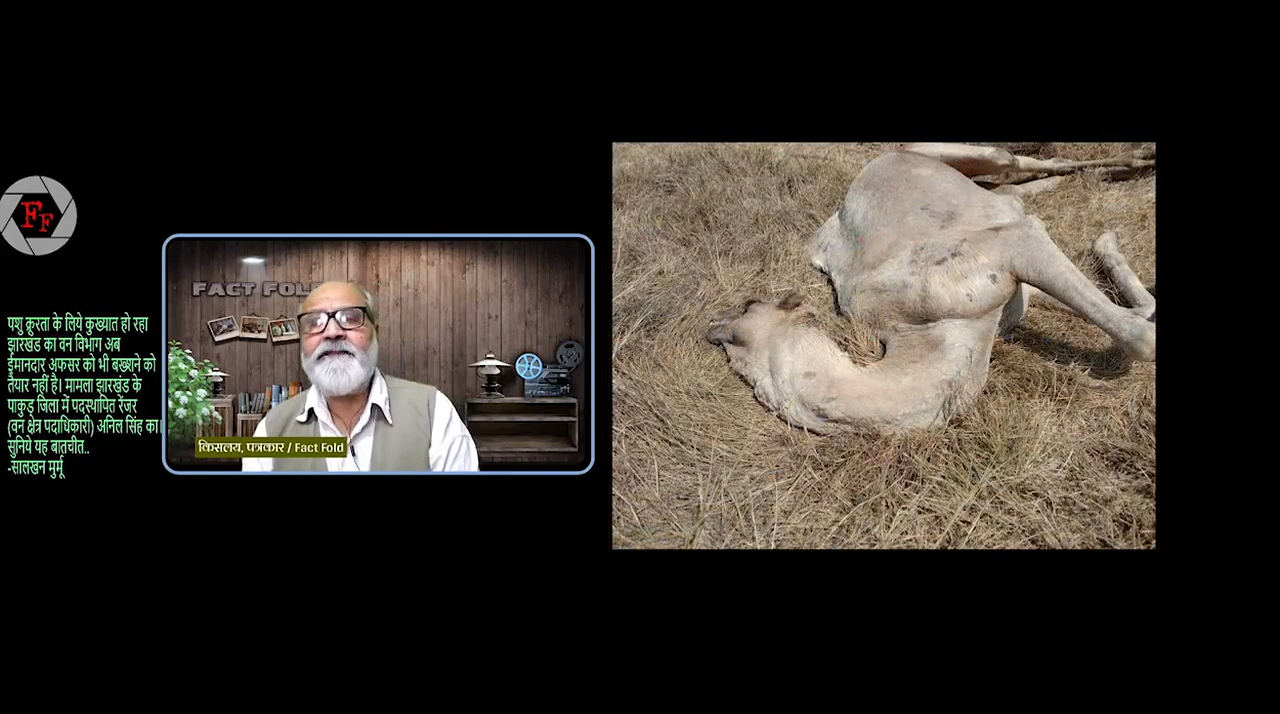 FF
पशु क्रूरता के लिये कुख्यात हो रहा
झारखंड का वन विभाग अब
ईमानदार अफसर को भी बख्शने को
तैयार नहीं है। मामला झारखंड के
पाकुड़ जिला में पदस्थापित रेंजर
(वन क्षेत्र पदाधिकारी) अनिल सिंह का।
सुनिये यह बातचीत..
-सालखन मुर्मू
FACT FOLD
किसलय, पत्रकार / Fact Fold